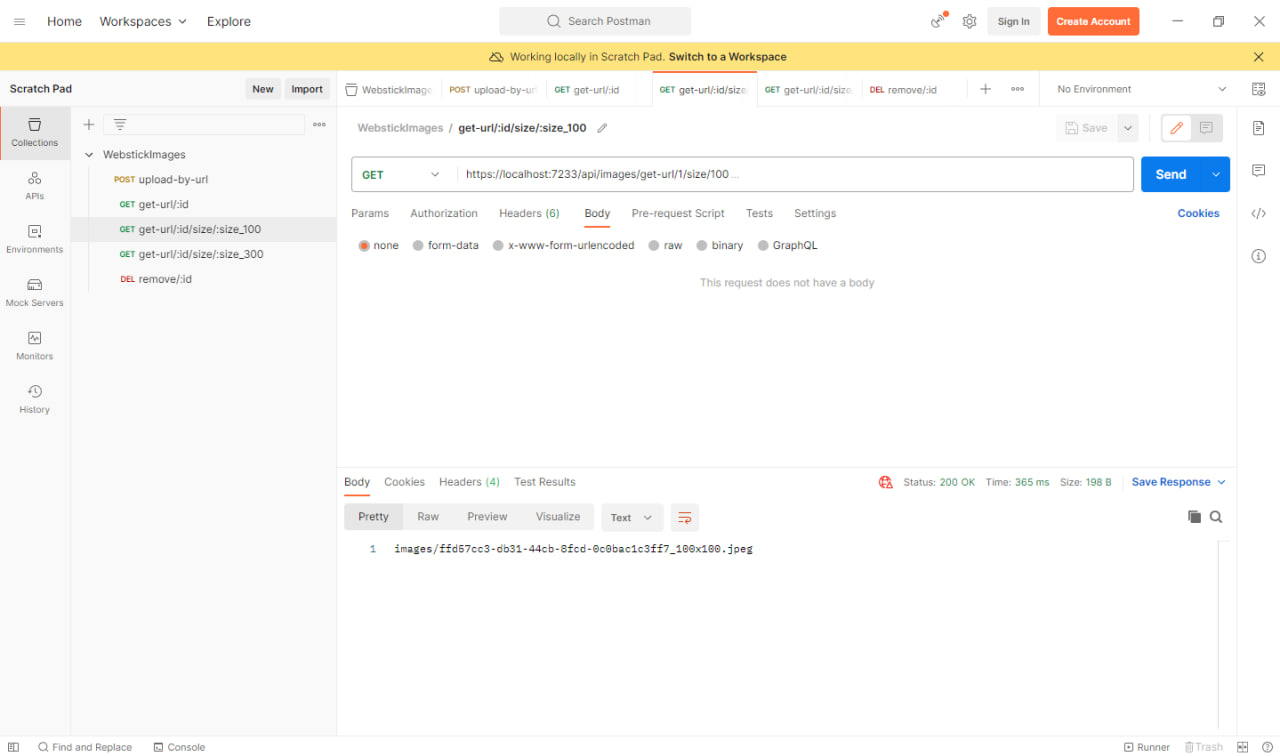 Home Workspaces Explore Search Postman Sign In Create Account
Working locally in Scratch Pad. Switch to a Workspace
Scratch Pad New Import
WebstickImage POST upload-by-url GET get-url/:id GET get-url/:id/size/ GET get-url/:id/size/ DEL remove/:id No Environment
Collections
APIs
Environments
Mock Servers
Monitors
History
WebstickImages
POST upload-by-url
GET get-url/:id
GET get-url/:id/size/:size_100
GET get-url/:id/size/:size_300
DEL remove/:id
WebstickImages / get-url/:id/size/:size_100 Save
GET https://localhost:7233/api/images/get-url/1/size/100 ... Send
Params Authorization Headers (6) Body Pre-request Script Tests Settings Cookies
none form-data x-www-form-urlencoded raw binary GraphQL
This request does not have a body
Body Cookies Headers (4) Test Results Status: 200 OK Time: 365 ms Size: 198 B Save Response
Pretty Raw Preview Visualize Text
1 images/ffd57cc3-db31-44cb-8fcd-0c0bac1c3ff7_100x100.jpeg
Find and Replace Console Runner Trash